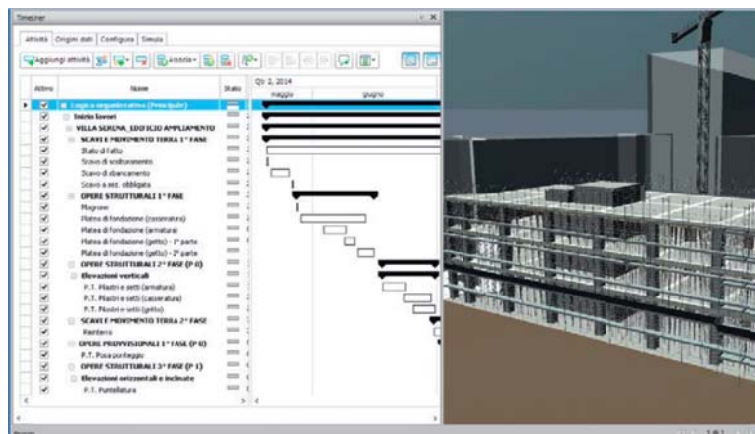 TimeLiner
Attività Origini dati Configura Simula
Aggiungi attività Associa
Attivo Nome Stato Qtr 2, 2014
maggio giugno
Logica organizzativa (Principale)
Inizio lavori
VILLA SERENA_EDIFICIO AMPLIAMENTO
SCAVI E MOVIMENTO TERRA 1° FASE
Stato di fatto
Scavo di scoticamento
Scavo di sbancamento
Scavo a sez. obbligata
OPERE STRUTTURALI 1° FASE
Magrone
Platea di fondazione (casseratura)
Platea di fondazione (armatura)
Platea di fondazione (getto) - 1° parte
Platea di fondazione (getto) - 2° parte
OPERE STRUTTURALI 2° FASE (P 0)
Elevazioni verticali
P.T. Pilastri e setti (armatura)
P.T. Pilastri e setti (casseratura)
P.T. Pilastri e setti (getto)
SCAVI E MOVIMENTO TERRA 2° FASE
Reinterro
OPERE PROVVISIONALI 1° FASE (P 0)
P.T. Posa ponteggio
OPERE STRUTTURALI 3° FASE (P 1)
Elevazioni orizzontali e inclinate
P.T. Puntellatura